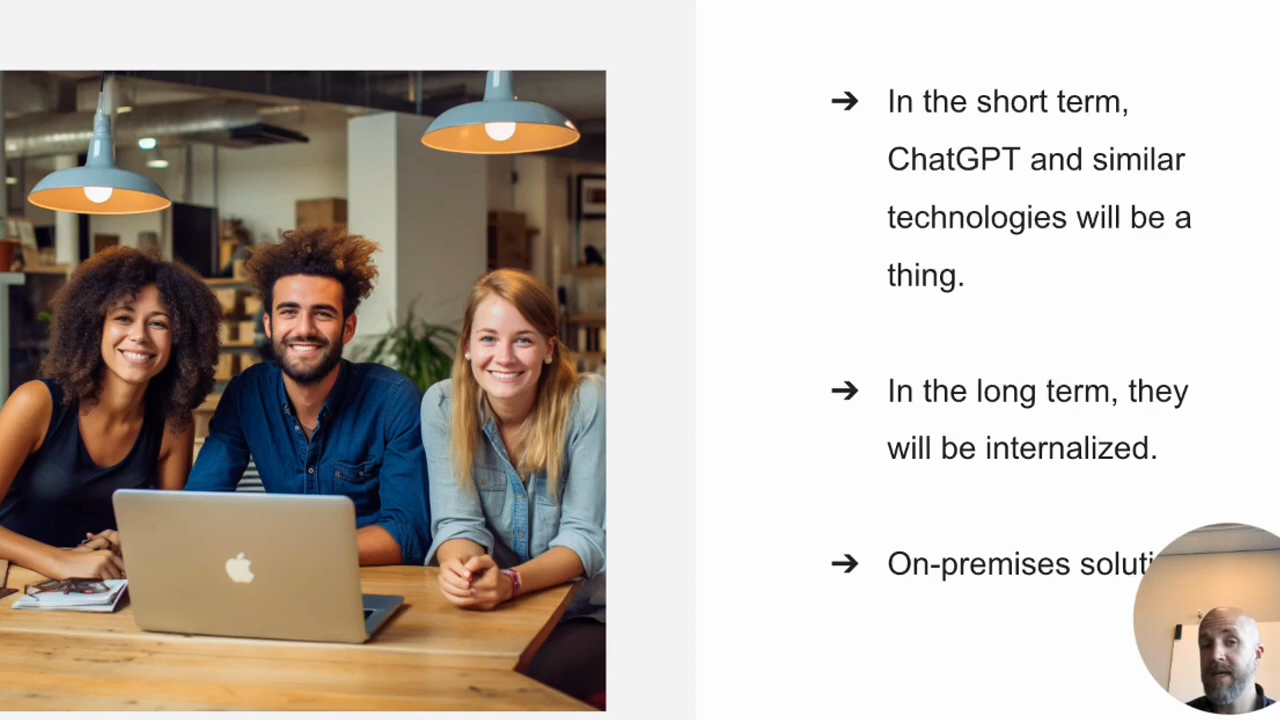 ➔ In the short term,
ChatGPT and similar
technologies will be a
thing.
➔ In the long term, they
will be internalized.
➔ On-premises